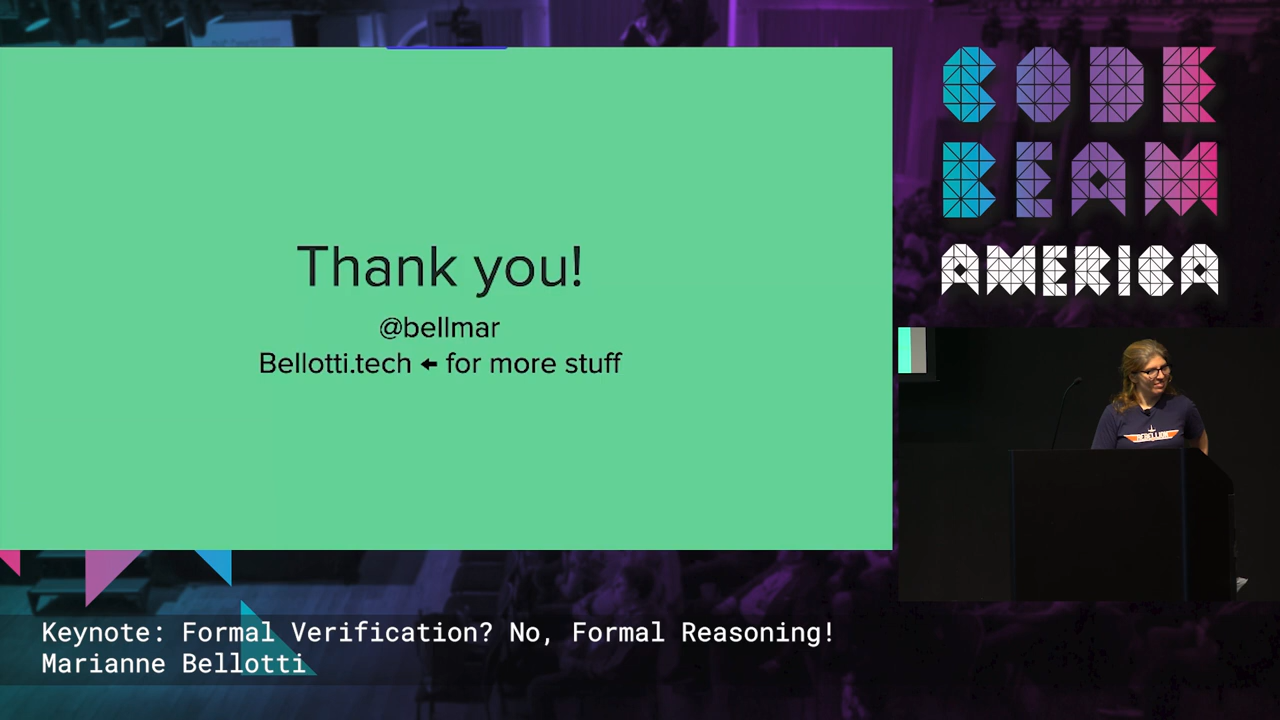 Thank you!
@bellmar
Bellotti.tech ← for more stuff
CODE
BEAM
AMERICA
Keynote: Formal Verification? No, Formal Reasoning!
Marianne Bellotti